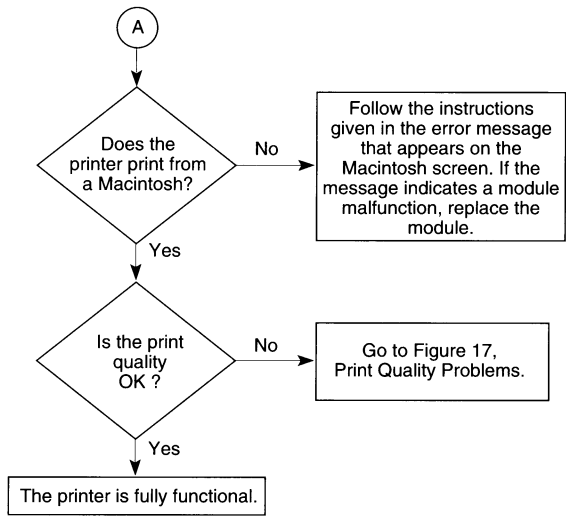 A
Does the
printer print from
a Macintosh?
No
Follow the instructions
given in the error message
that appears on the
Macintosh screen. If the
message indicates a module
malfunction, replace the
module.
Yes
Is the print
quality
OK ?
No
Go to Figure 17,
Print Quality Problems.
Yes
The printer is fully functional.